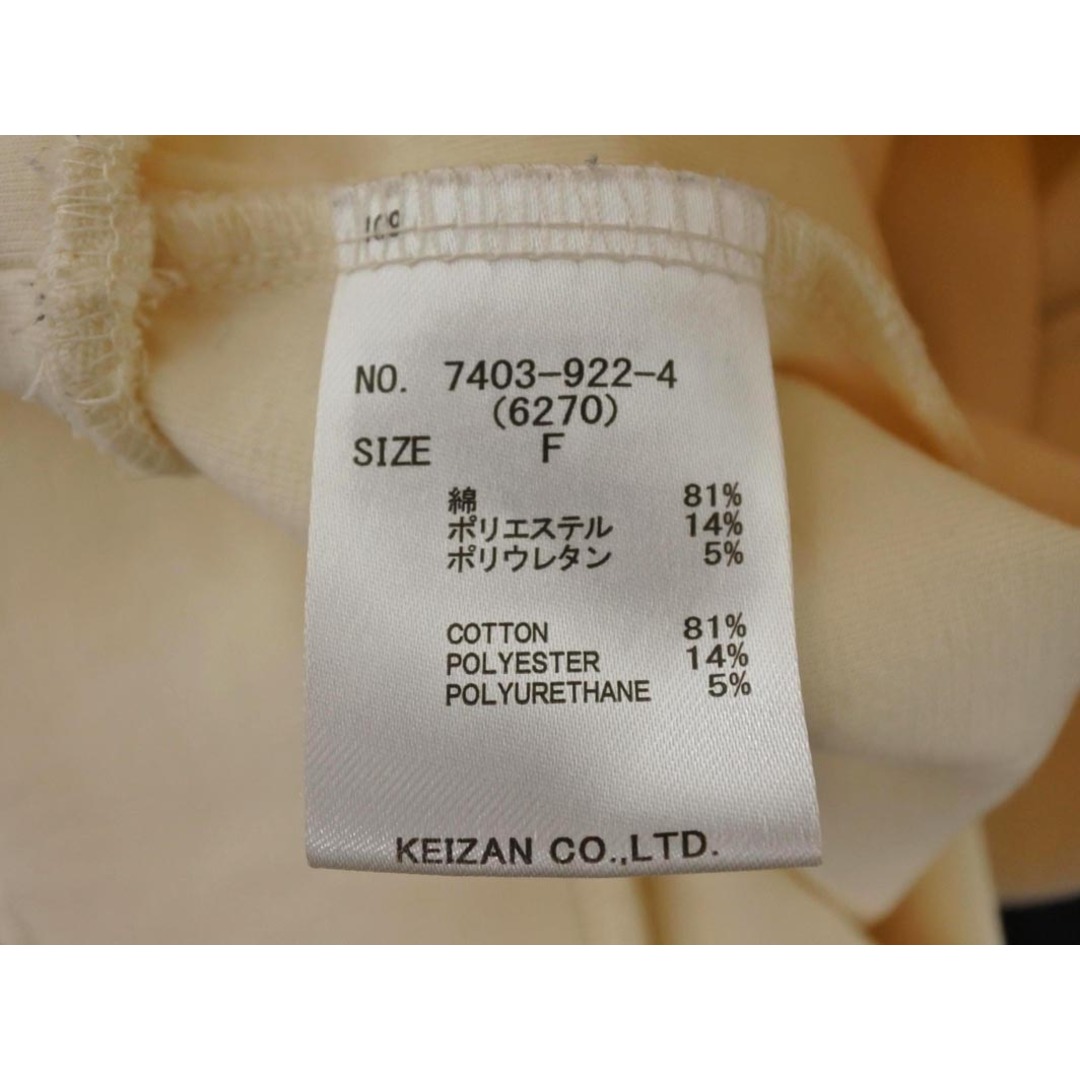 NO. 7403-922-4
(6270)
SIZE F
綿 81%
ポリエステル 14%
ポリウレタン 5%
COTTON 81%
POLYESTER 14%
POLYURETHANE 5%
KEIZAN CO.,LTD.